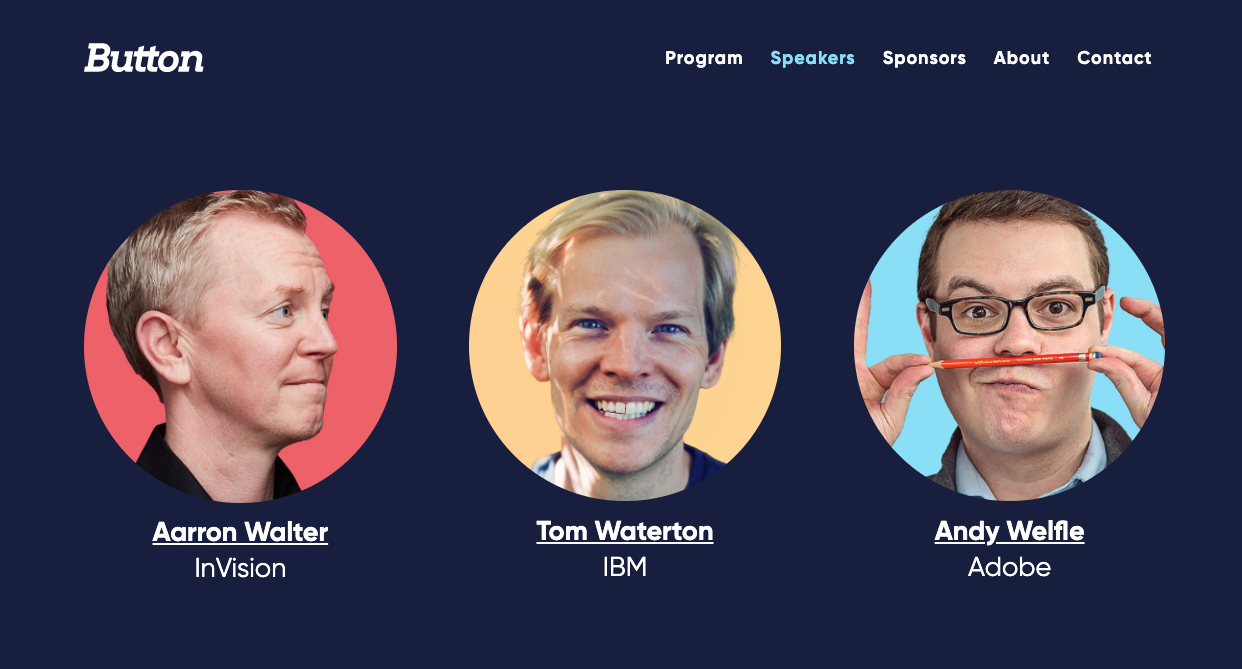 Button
Program Speakers Sponsors About Contact
Aarron Walter
InVision
Tom Waterton
IBM
Andy Welfle
Adobe